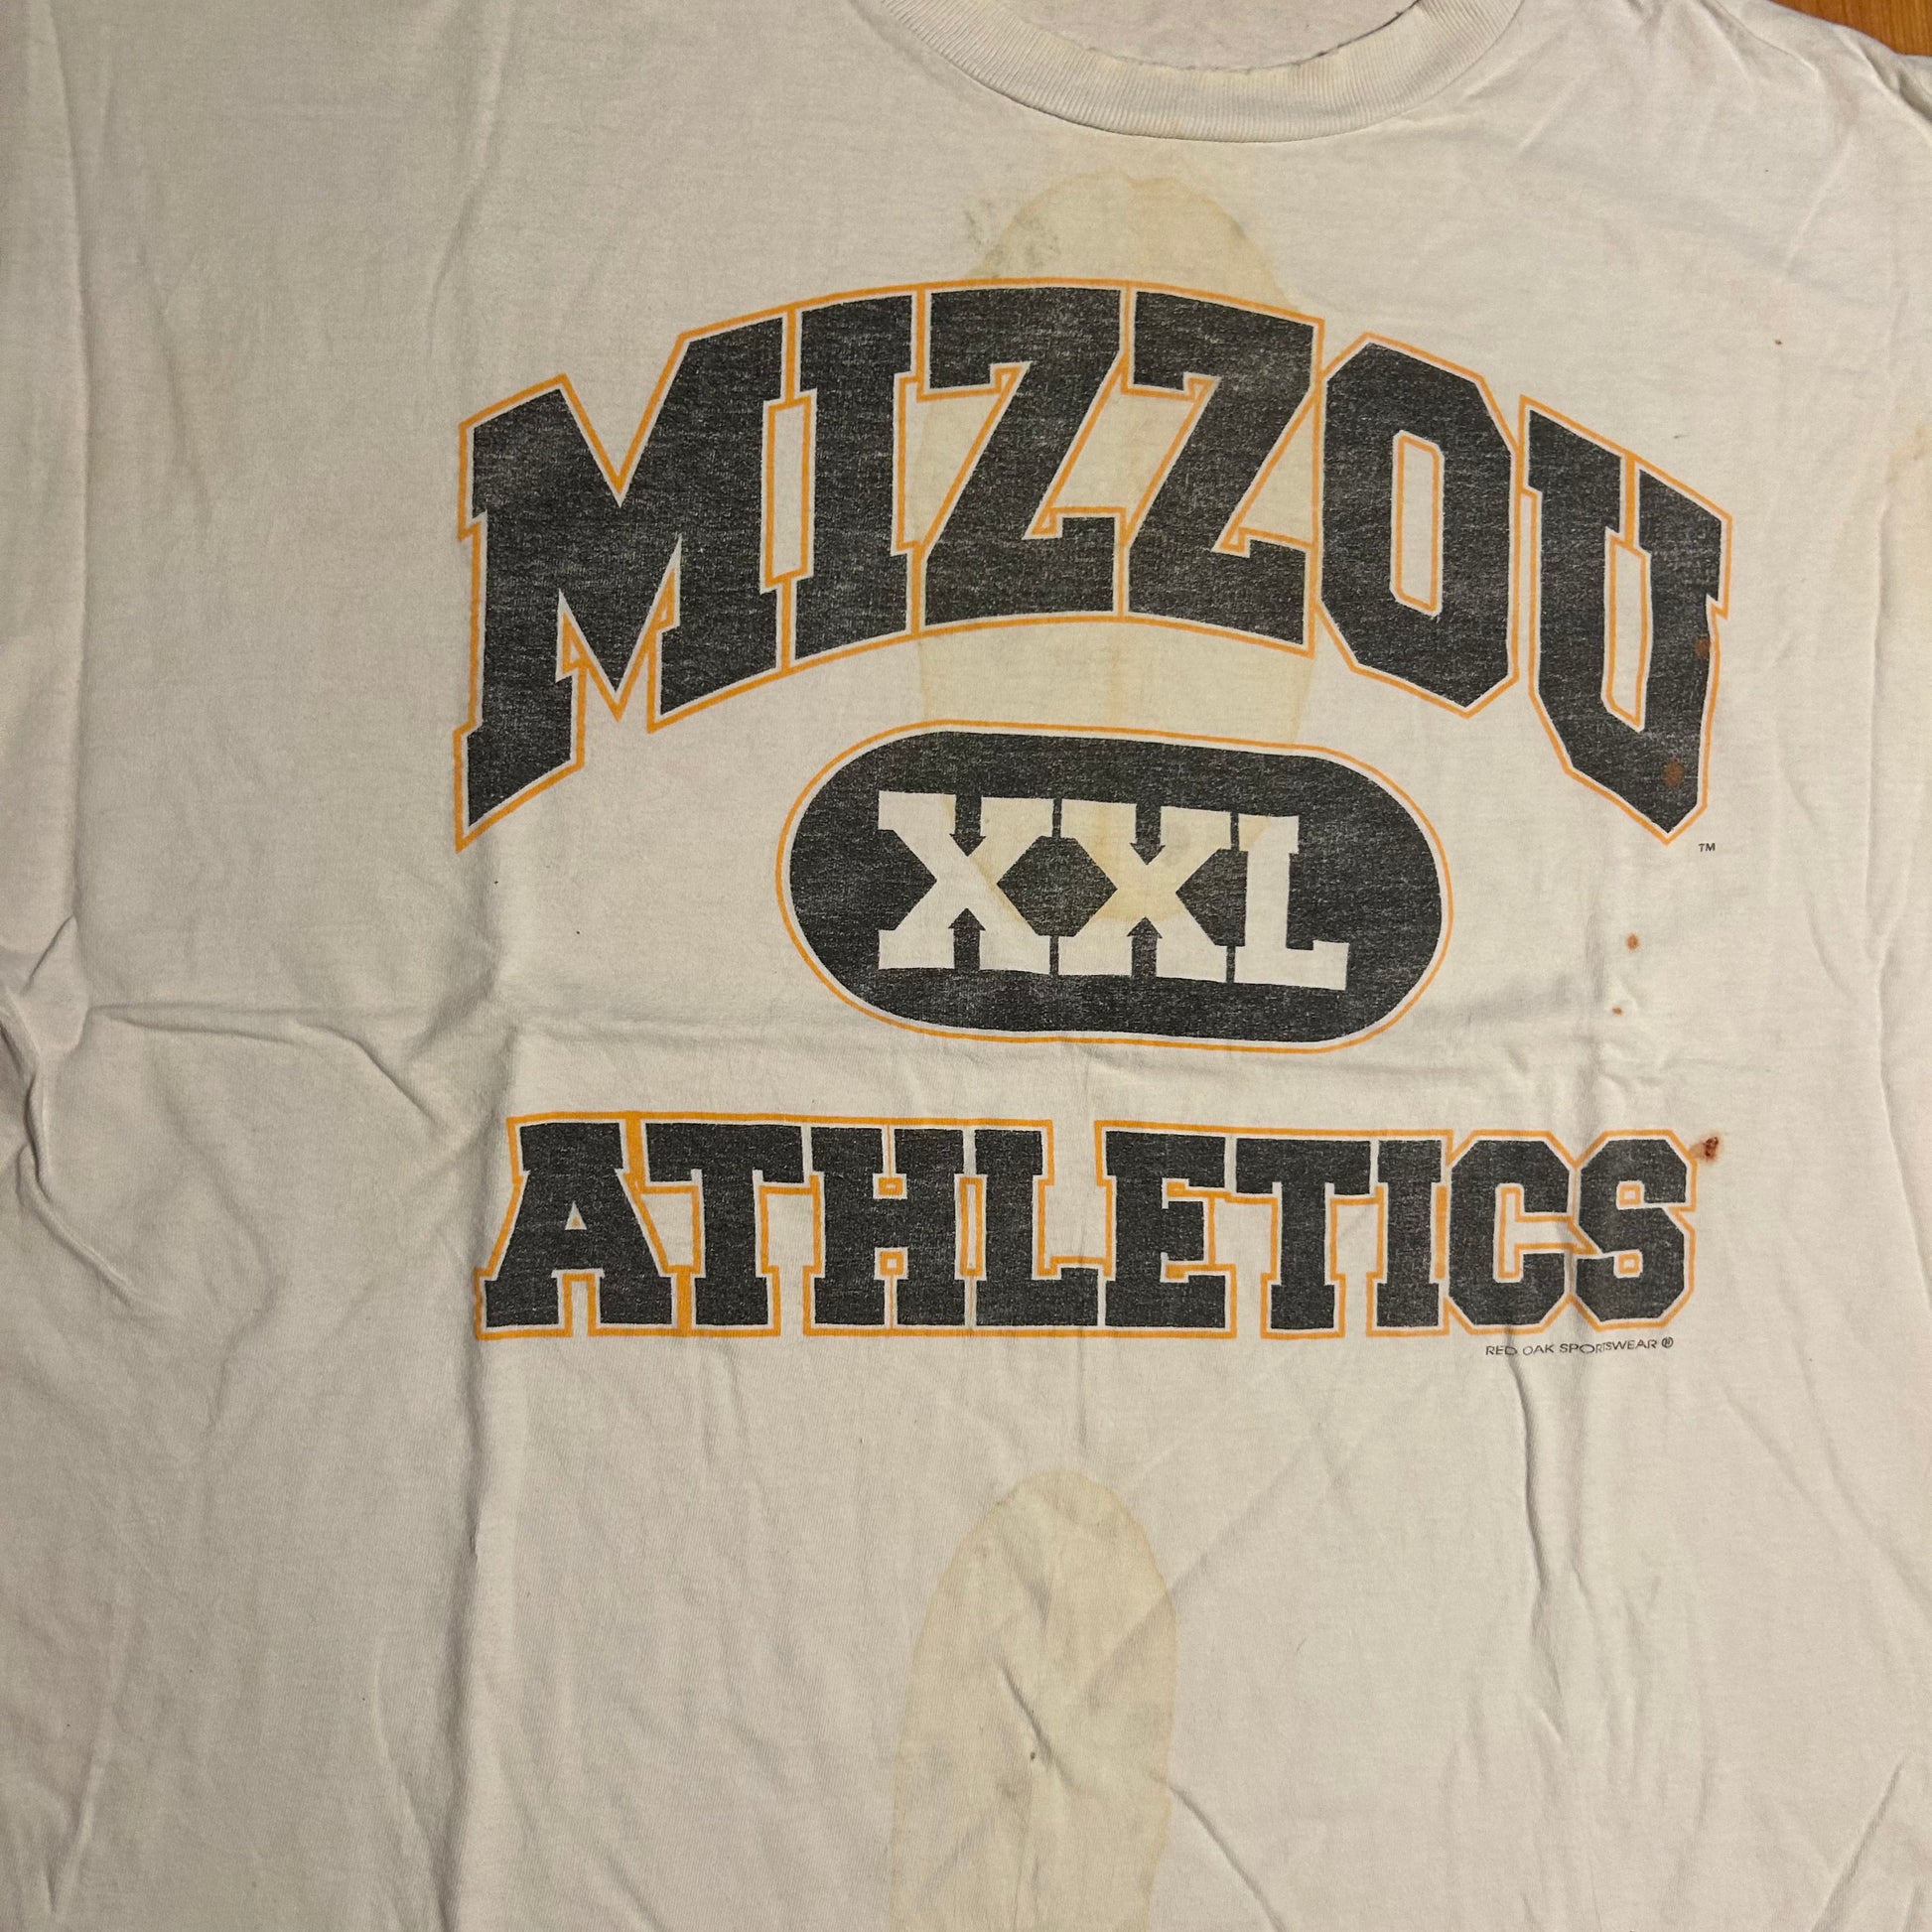 MIZZOU
TM
XXL
ATHLETICS
RED OAK SPORTSWEAR ®